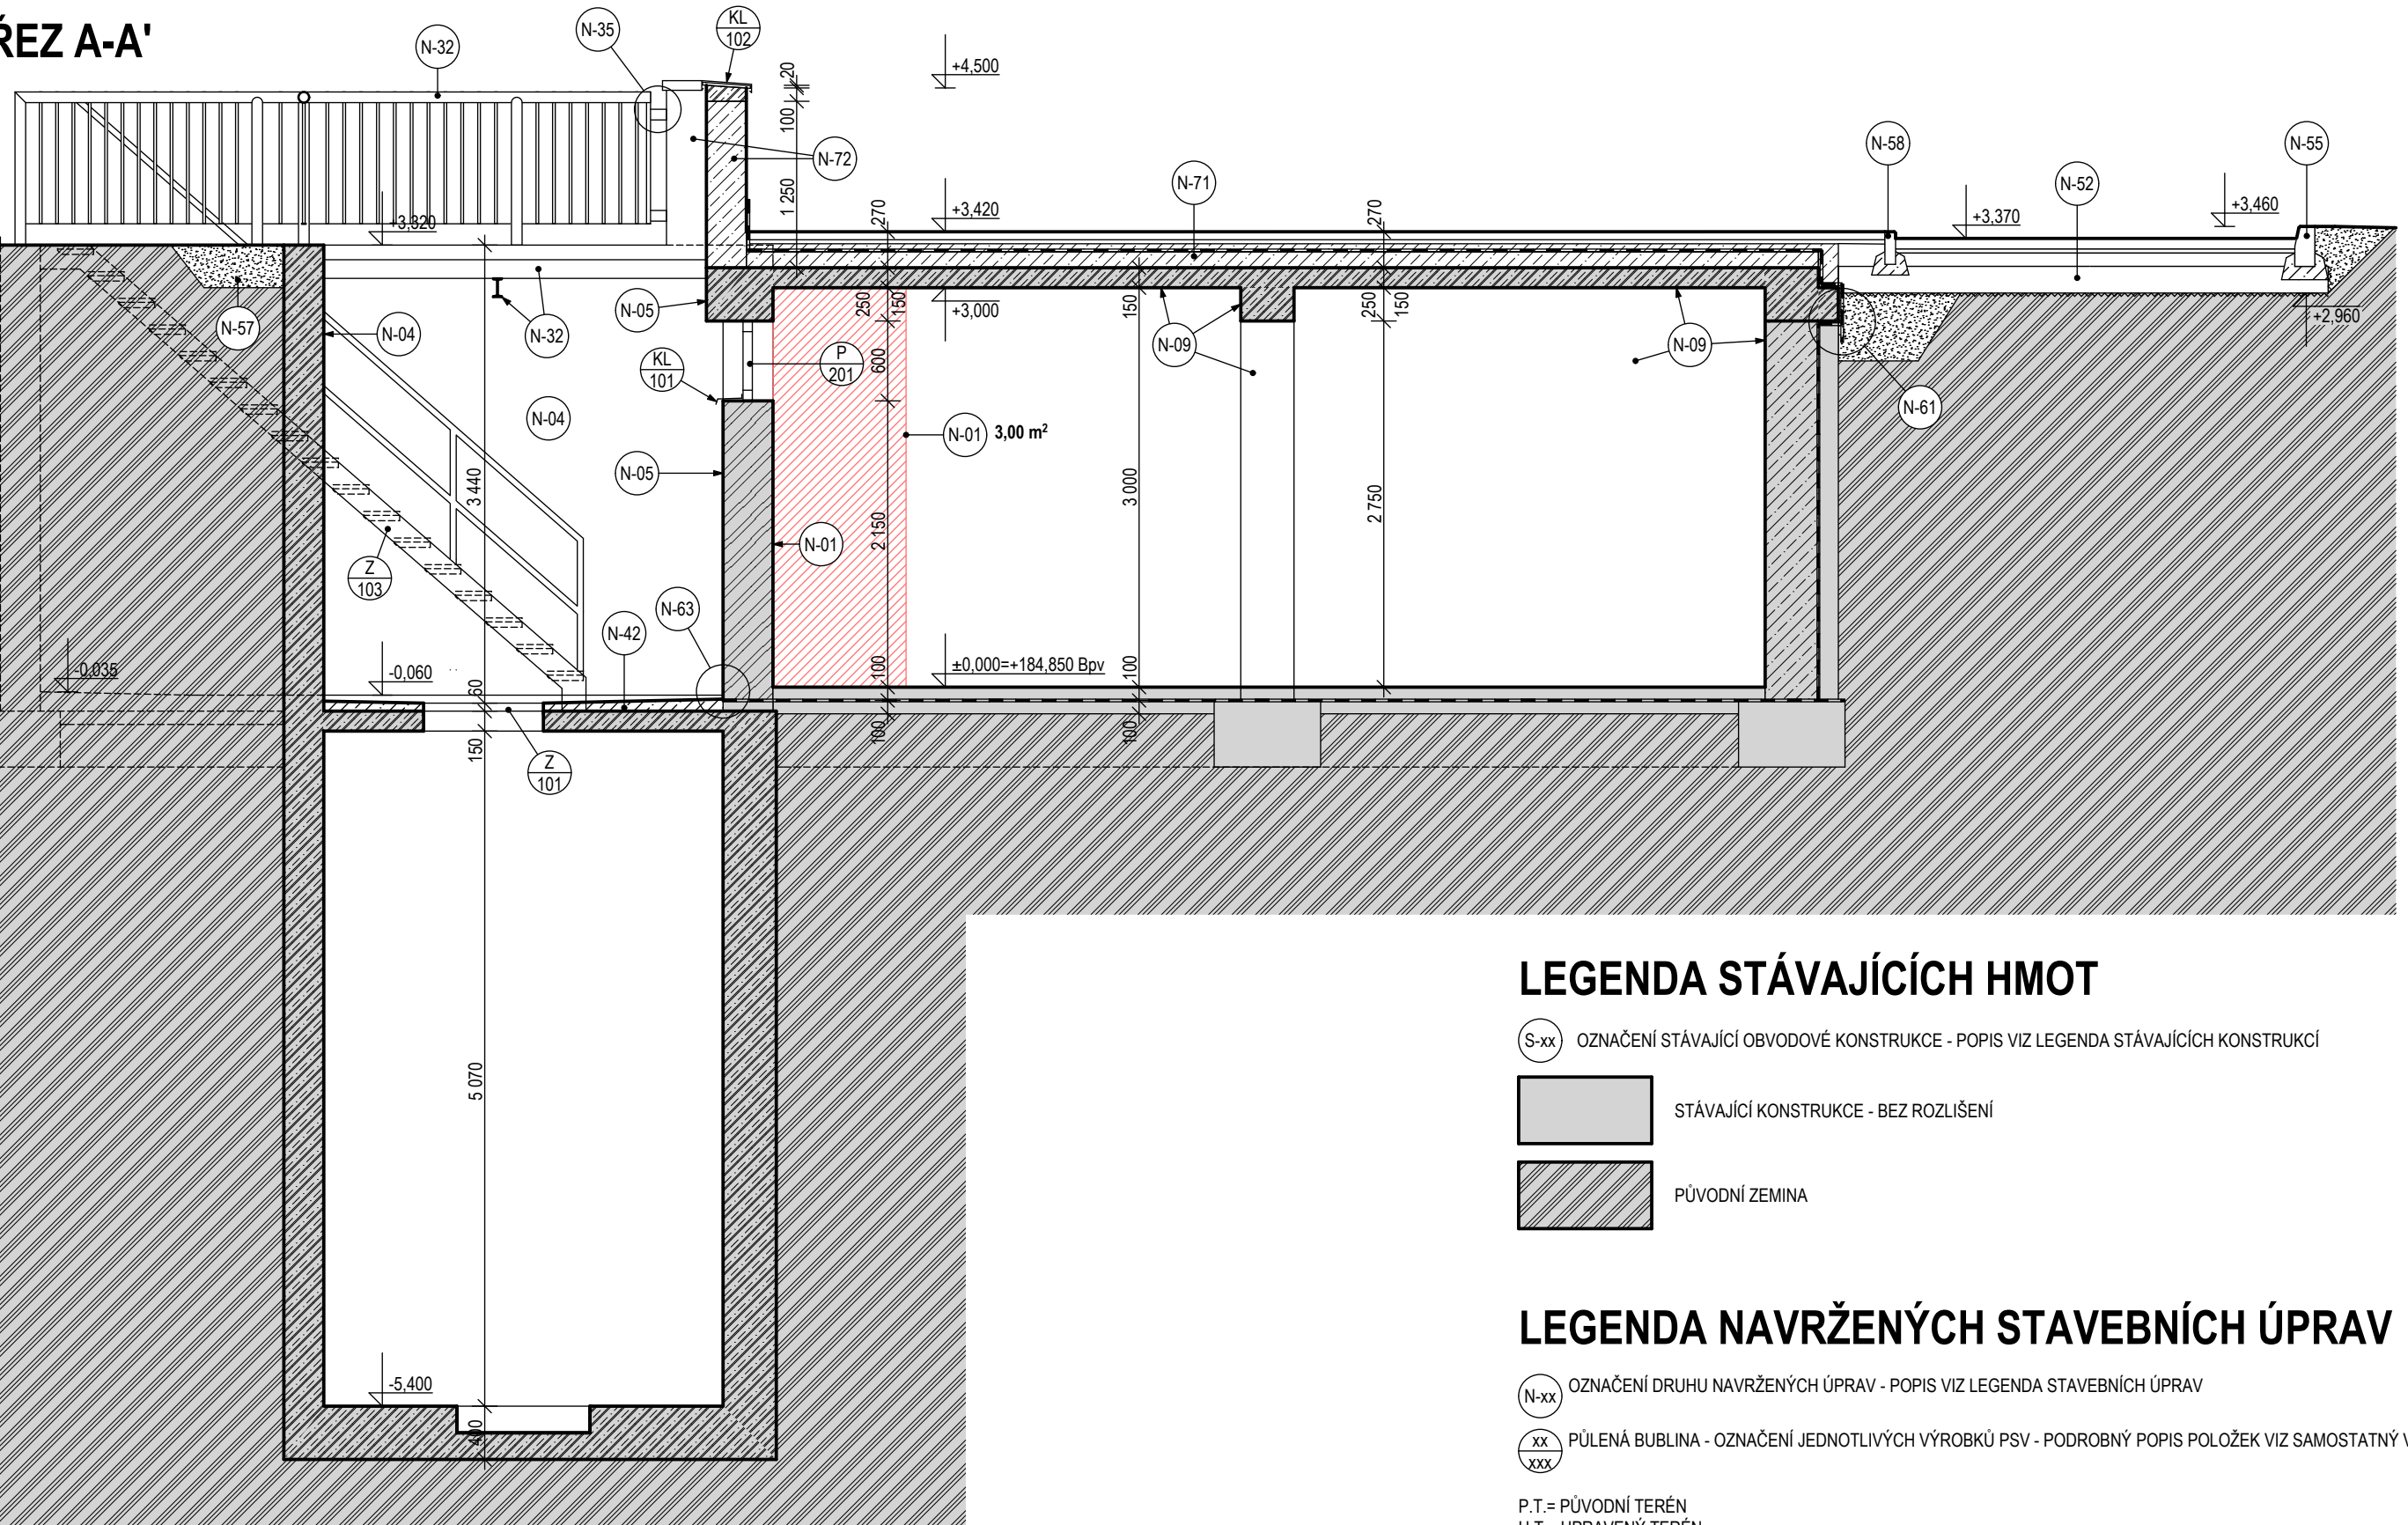 ŘEZ A-A'
N-32
N-35
KL
102
20
+4,500
100
N-72
1 250
N-58
N-55
N-71
N-52
+3,320
270
+3,420
270
+3,370
+3,460
N-57
N-04
N-32
N-05
250
150
+3,000
150
250
150
+2,960
KL
101
P
201
600
N-09
N-09
N-61
N-04
N-01 3,00 m²
3 440
N-05
2 150
3 000
2 750
N-01
Z
103
N-63
N-42
-0,035
-0,060
60
100
±0,000=+184,850 Bpv
100
150
100
100
Z
101
5 070
-5,400
400
LEGENDA STÁVAJÍCÍCH HMOT
S-xx OZNAČENÍ STÁVAJÍCÍ OBVODOVÉ KONSTRUKCE - POPIS VIZ LEGENDA STÁVAJÍCÍCH KONSTRUKCÍ
STÁVAJÍCÍ KONSTRUKCE - BEZ ROZLIŠENÍ
PŮVODNÍ ZEMINA
LEGENDA NAVRŽENÝCH STAVEBNÍCH ÚPRAV
N-xx OZNAČENÍ DRUHU NAVRŽENÝCH ÚPRAV - POPIS VIZ LEGENDA STAVEBNÍCH ÚPRAV
xx
xxx
PŮLENÁ BUBLINA - OZNAČENÍ JEDNOTLIVÝCH VÝROBKŮ PSV - PODROBNÝ POPIS POLOŽEK VIZ SAMOSTATNÝ
P.T.= PŮVODNÍ TERÉN